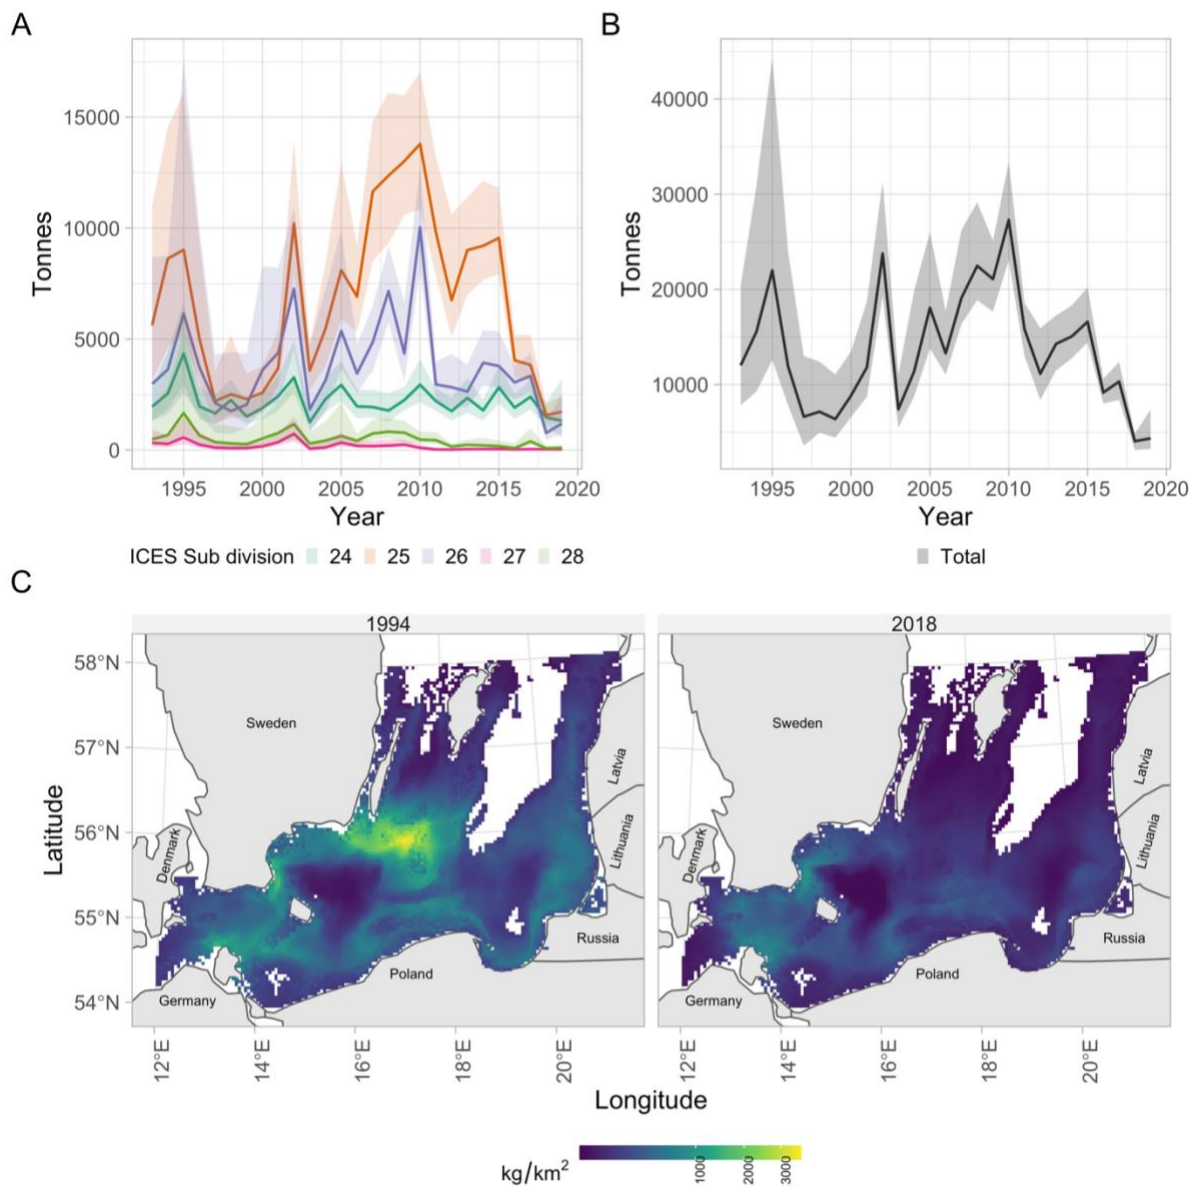 A
B
Tonnes
15000
10000
5000
0
1995 2000 2005 2010 2015 2020
Year
ICES Sub division 24 25 26 27 28
Tonnes
40000
30000
20000
10000
1995 2000 2005 2010 2015 2020
Year
Total
C
1994
2018
Latitude
58°N
57°N
56°N
55°N
54°N
Sweden
Denmark
Latvia
Lithuania
Russia
Poland
Germany
Sweden
Denmark
Latvia
Lithuania
Russia
Poland
Germany
12°E 14°E 16°E 18°E 20°E
12°E 14°E 16°E 18°E 20°E
Longitude
kg/km²
1000 2000 3000